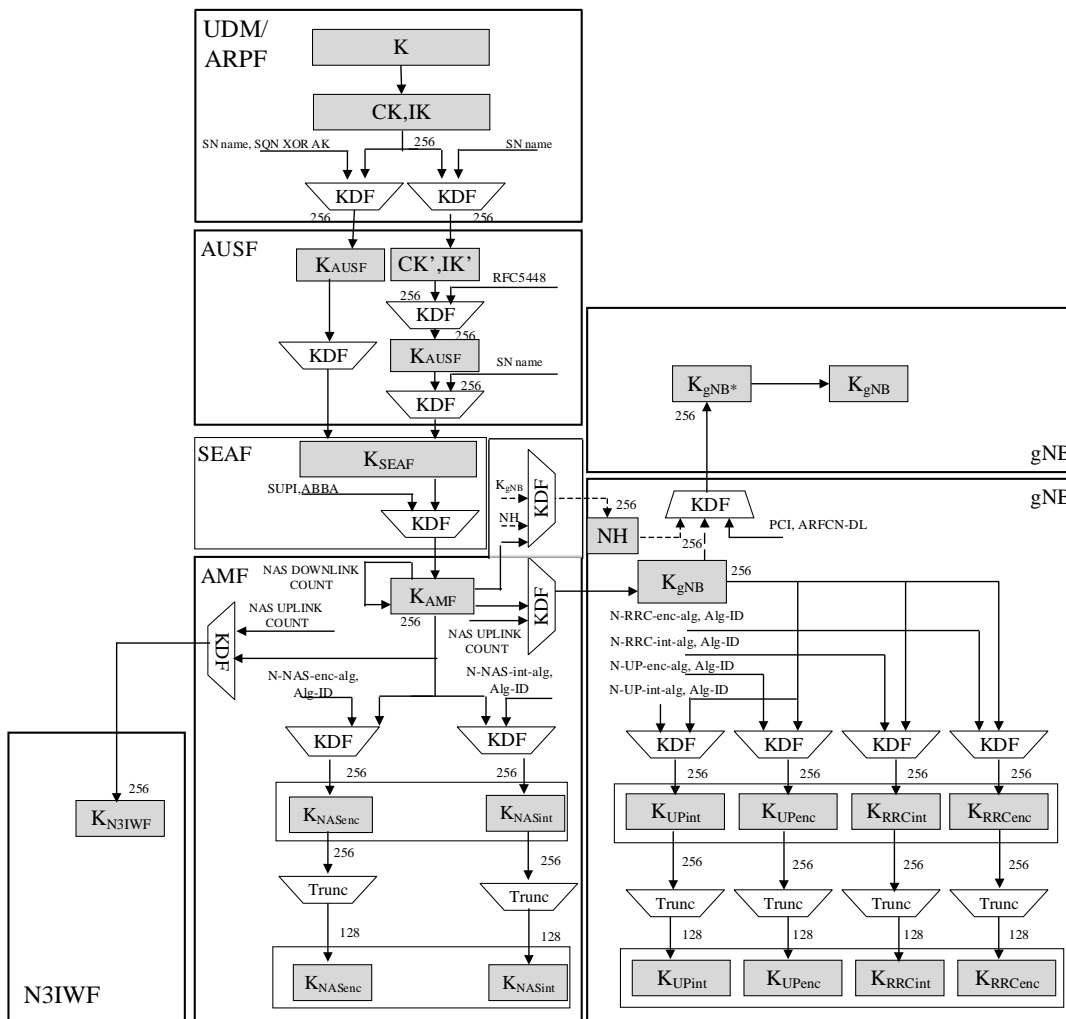 UDM/
ARPF
K
CK,IK
256
SN name, SQN XOR AK
SN name
KDF
KDF
256
256
AUSF
KAUSF
CK’,IK’
RFC5448
256
KDF
256
KDF
KAUSF
SN name
256
KDF
KgNB*
KgNB
256
gNB
SEAF
KSEAF
SUPI,ABBA
KDF
KgNB
NH
KDF
256
NH
gNB
KDF
PCI, ARFCN-DL
256
AMF
NAS DOWNLINK
COUNT
KAMF
256
KDF
NAS UPLINK
COUNT
KgNB
256
NAS UPLINK
COUNT
KDF
N-NAS-enc-alg,
Alg-ID
N-NAS-int-alg,
Alg-ID
N-RRC-enc-alg, Alg-ID
N-RRC-int-alg, Alg-ID
N-UP-enc-alg, Alg-ID
N-UP-int-alg, Alg-ID
KDF
KDF
KDF
KDF
KDF
KDF
256
256
256
256
256
256
256
KN3IWF
KNASenc
KNASint
KUPint
KUPenc
KRRCint
KRRCenc
256
256
256
256
256
256
Trunc
Trunc
Trunc
Trunc
Trunc
Trunc
128
128
128
128
128
128
KNASenc
KNASint
KUPint
KUPenc
KRRCint
KRRCenc
N3IWF